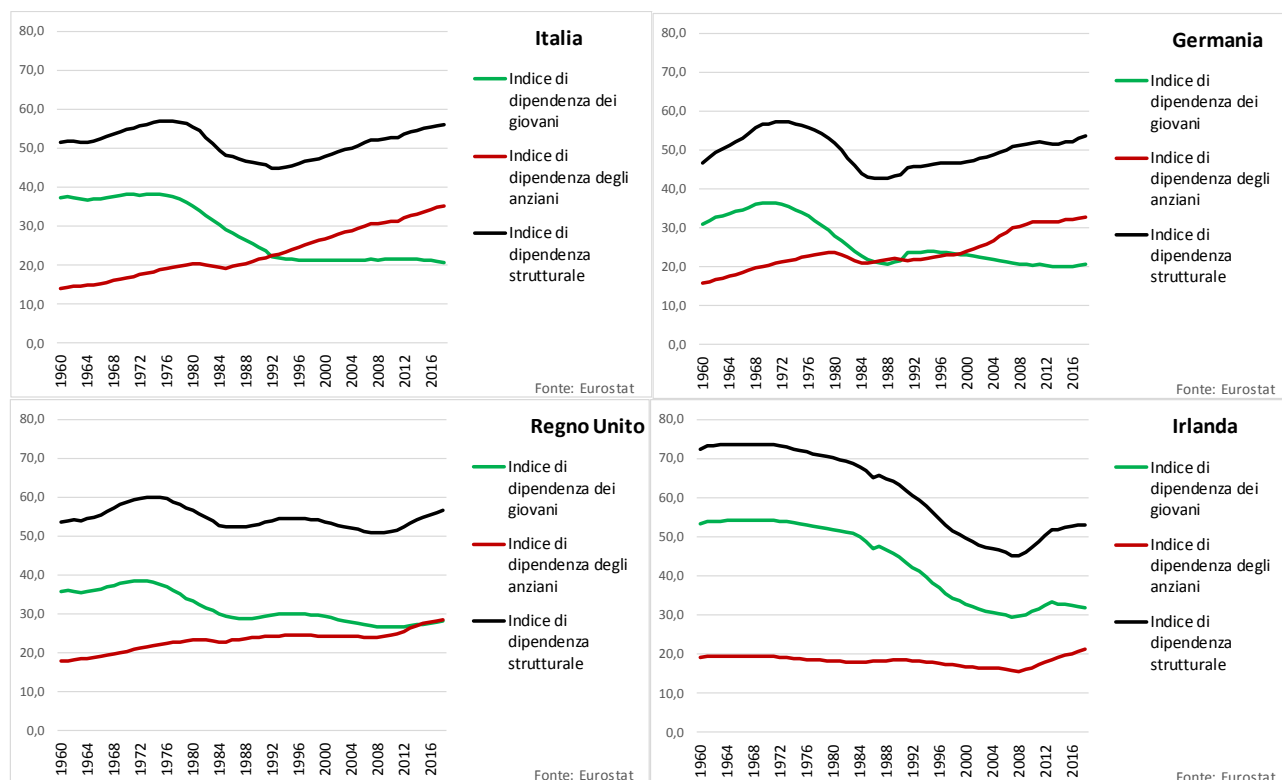 Italia
80,0
70,0
60,0
50,0
40,0
30,0
20,0
10,0
0,0
Indice di
dipendenza dei
giovani
Indice di
dipendenza degli
anziani
Indice di
dipendenza
strutturale
1960 1964 1968 1972 1976 1980 1984 1988 1992 1996 2000 2004 2008 2012 2016
Fonte: Eurostat
Germania
80,0
70,0
60,0
50,0
40,0
30,0
20,0
10,0
0,0
Indice di
dipendenza dei
giovani
Indice di
dipendenza degli
anziani
Indice di
dipendenza
strutturale
1960 1964 1968 1972 1976 1980 1984 1988 1992 1996 2000 2004 2008 2012 2016
Fonte: Eurostat
Regno Unito
80,0
70,0
60,0
50,0
40,0
30,0
20,0
10,0
0,0
Indice di
dipendenza dei
giovani
Indice di
dipendenza degli
anziani
Indice di
dipendenza
strutturale
1960 1964 1968 1972 1976 1980 1984 1988 1992 1996 2000 2004 2008 2012 2016
Fonte: Eurostat
Irlanda
80,0
70,0
60,0
50,0
40,0
30,0
20,0
10,0
0,0
Indice di
dipendenza dei
giovani
Indice di
dipendenza degli
anziani
Indice di
dipendenza
strutturale
1960 1964 1968 1972 1976 1980 1984 1988 1992 1996 2000 2004 2008 2012 2016
Fonte: Eurostat